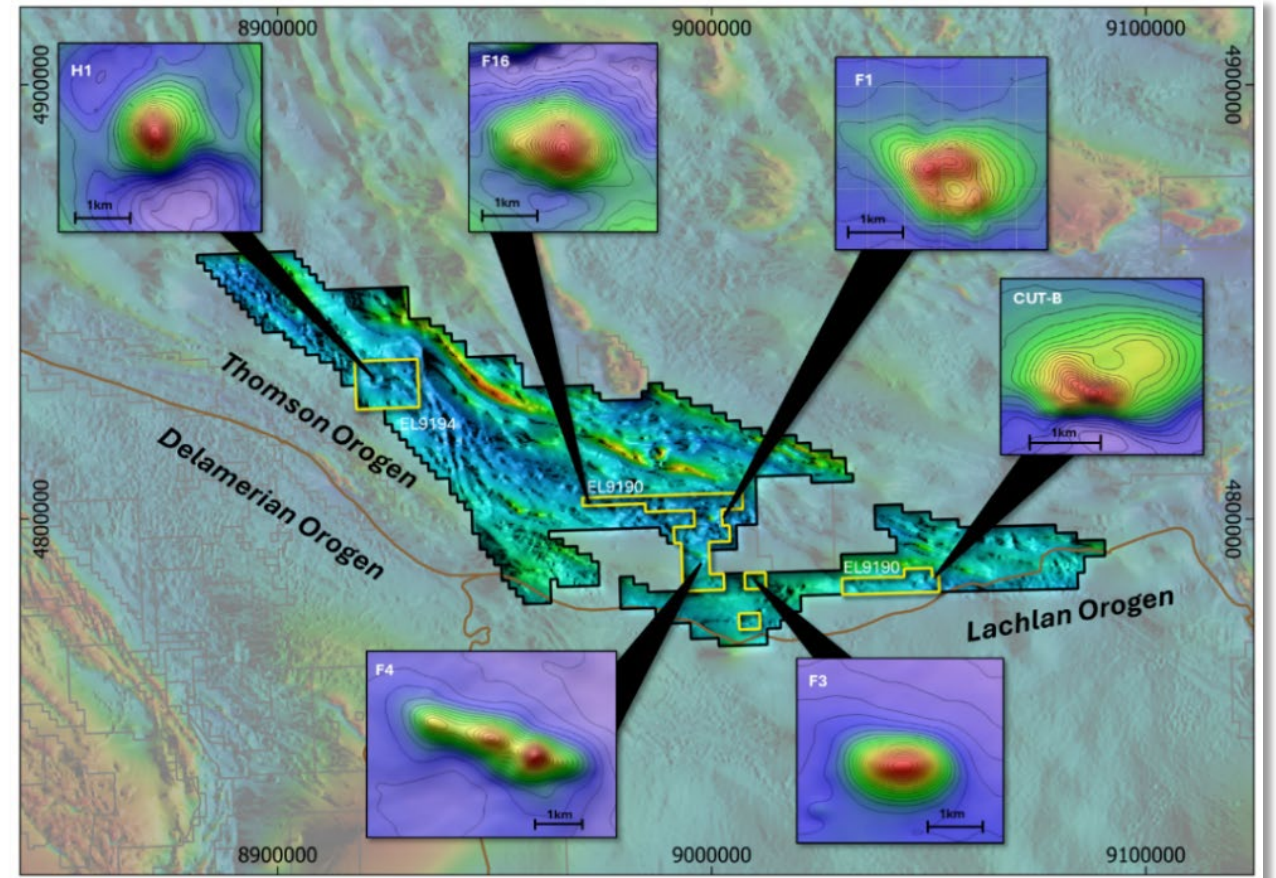 8900000
9000000
9100000
4900000
4900000
H1
1km
F16
1km
F1
1km
CUT-B
1km
Thomson Orogen
EL9194
Delamerian Orogen
EL9190
4800000
4800000
EL9190
Lachlan Orogen
F4
1km
F3
1km
8900000
9000000
9100000